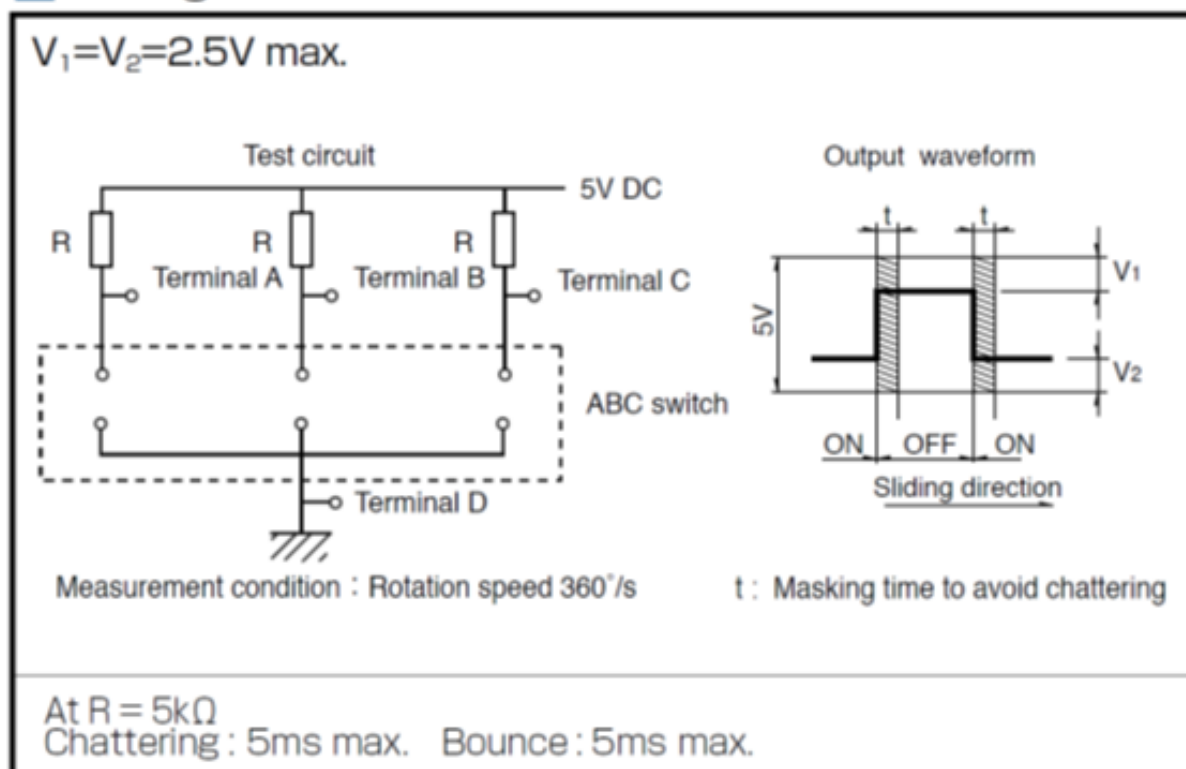 V₁=V₂=2.5V max.
Test circuit
5V DC
R
R
R
Terminal A
Terminal B
Terminal C
ABC switch
Terminal D
Measurement condition : Rotation speed 360°/s
Output waveform
t
t
5V
V1
V2
ON OFF ON
Sliding direction
t : Masking time to avoid chattering
At R = 5kΩ
Chattering : 5ms max. Bounce : 5ms max.